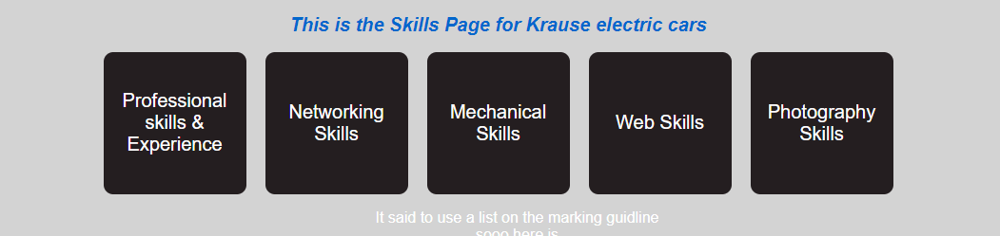 This is the Skills Page for Krause electric cars
Professional
skills &
Experience
Networking
Skills
Mechanical
Skills
Web Skills
Photography
Skills
It said to use a list on the marking guidline
sooo here is